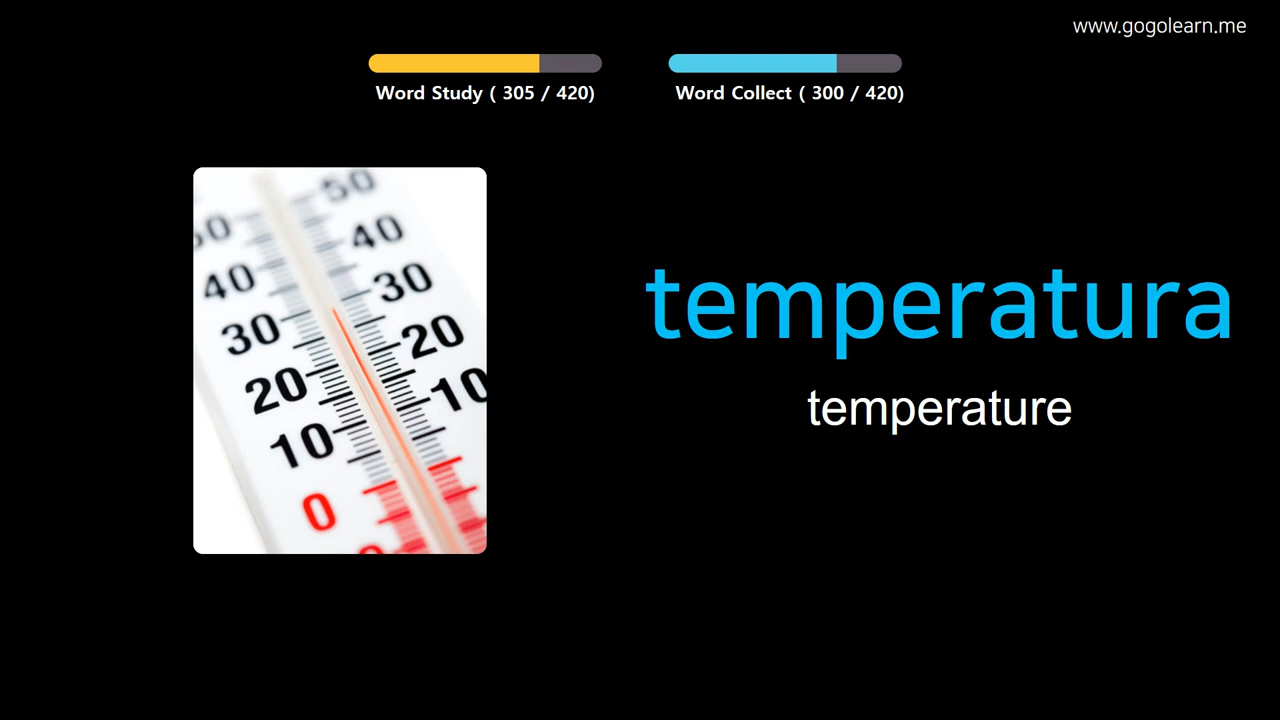 www.gogolearn.me
Word Study ( 305 / 420)
Word Collect ( 300 / 420)
50
50
40
40
30
30
20
20
10
10
0
temperatura
temperature